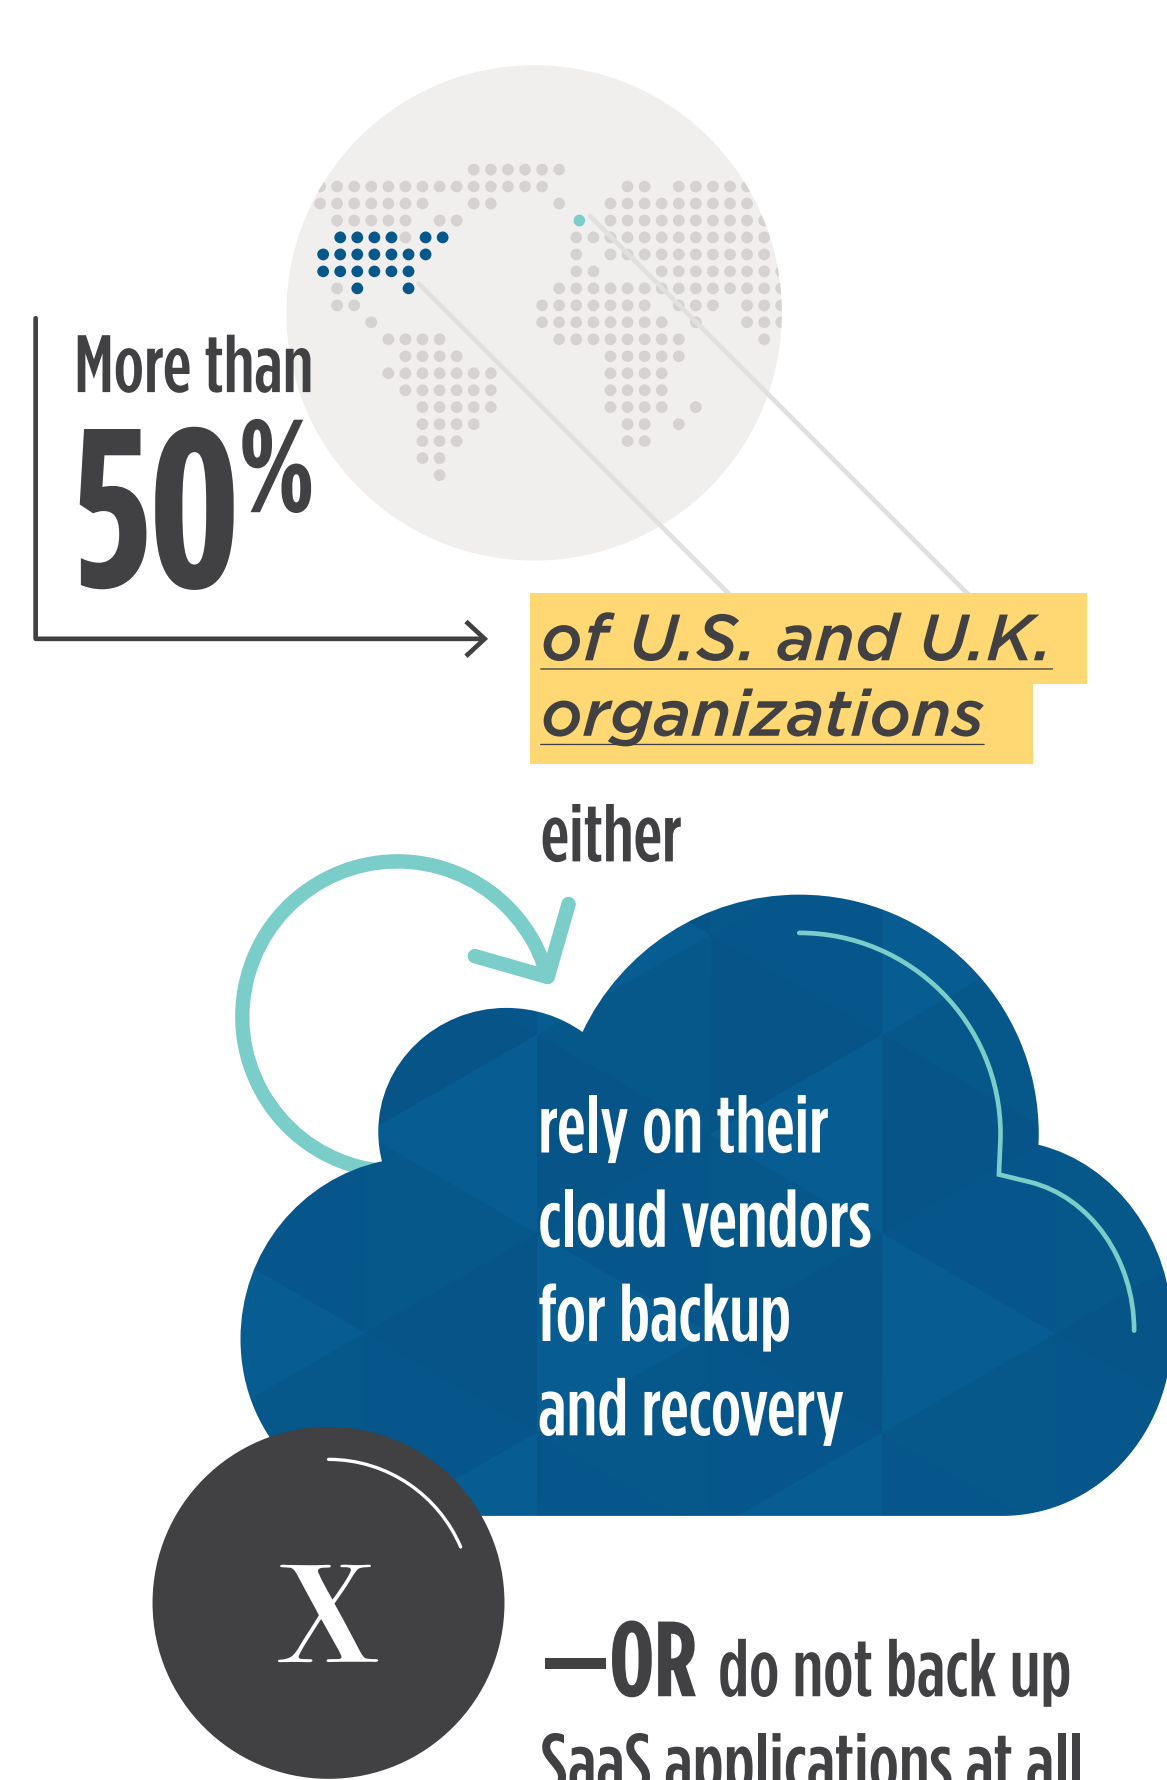 More than
50%
of U.S. and U.K.
organizations
either
rely on their
cloud vendors
for backup
and recovery
X
—OR do not back up
SaaS applications at all